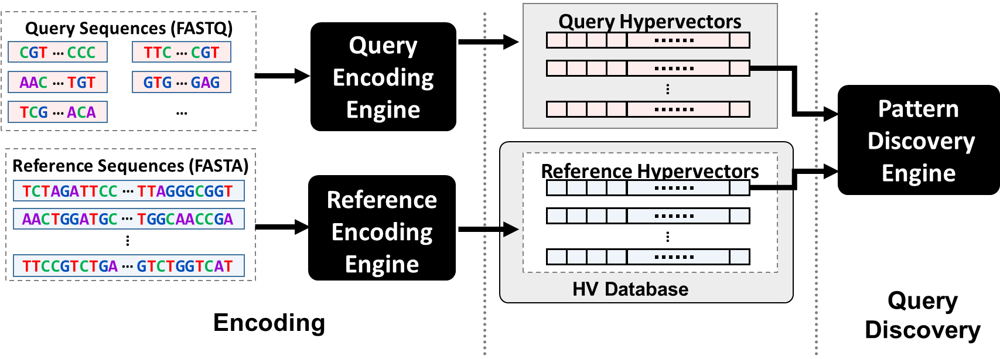 Query Sequences (FASTQ)
CGT ... CCC
TTC ... CGT
AAC ... TGT
GTG ... GAG
TCG ... ACA
...
Query
Encoding
Engine
Query Hypervectors
......
......
⋮
......
Reference Sequences (FASTA)
TCTAGATTCC ... TTAGGGCGGT
AACTGGATGC ... TGGCAACCGA
⋮
TTCCGTCTGA ... GTCTGGTCAT
Reference
Encoding
Engine
Reference Hypervectors
......
......
⋮
......
HV Database
Pattern
Discovery
Engine
Encoding
Query
Discovery